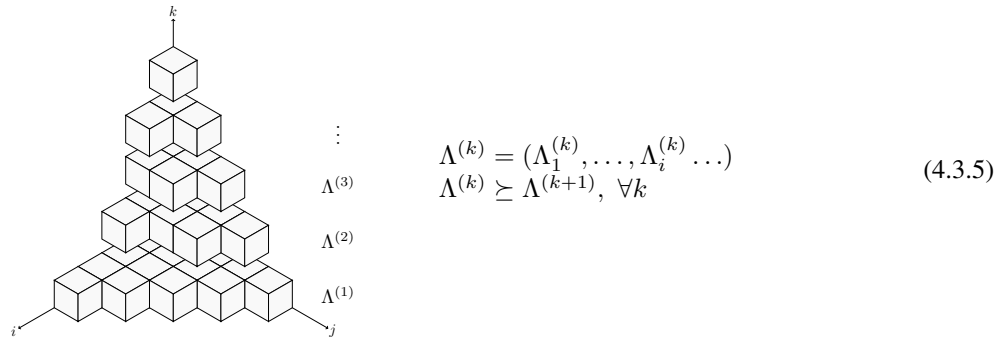 k
⋮
Λ^{(3)}
Λ^{(2)}
Λ^{(1)}
i
j
Λ^{(k)} = (Λ_1^{(k)}, . . . , Λ_i^{(k)} . . .)
Λ^{(k)} ⪰ Λ^{(k+1)}, ∀k
(4.3.5)